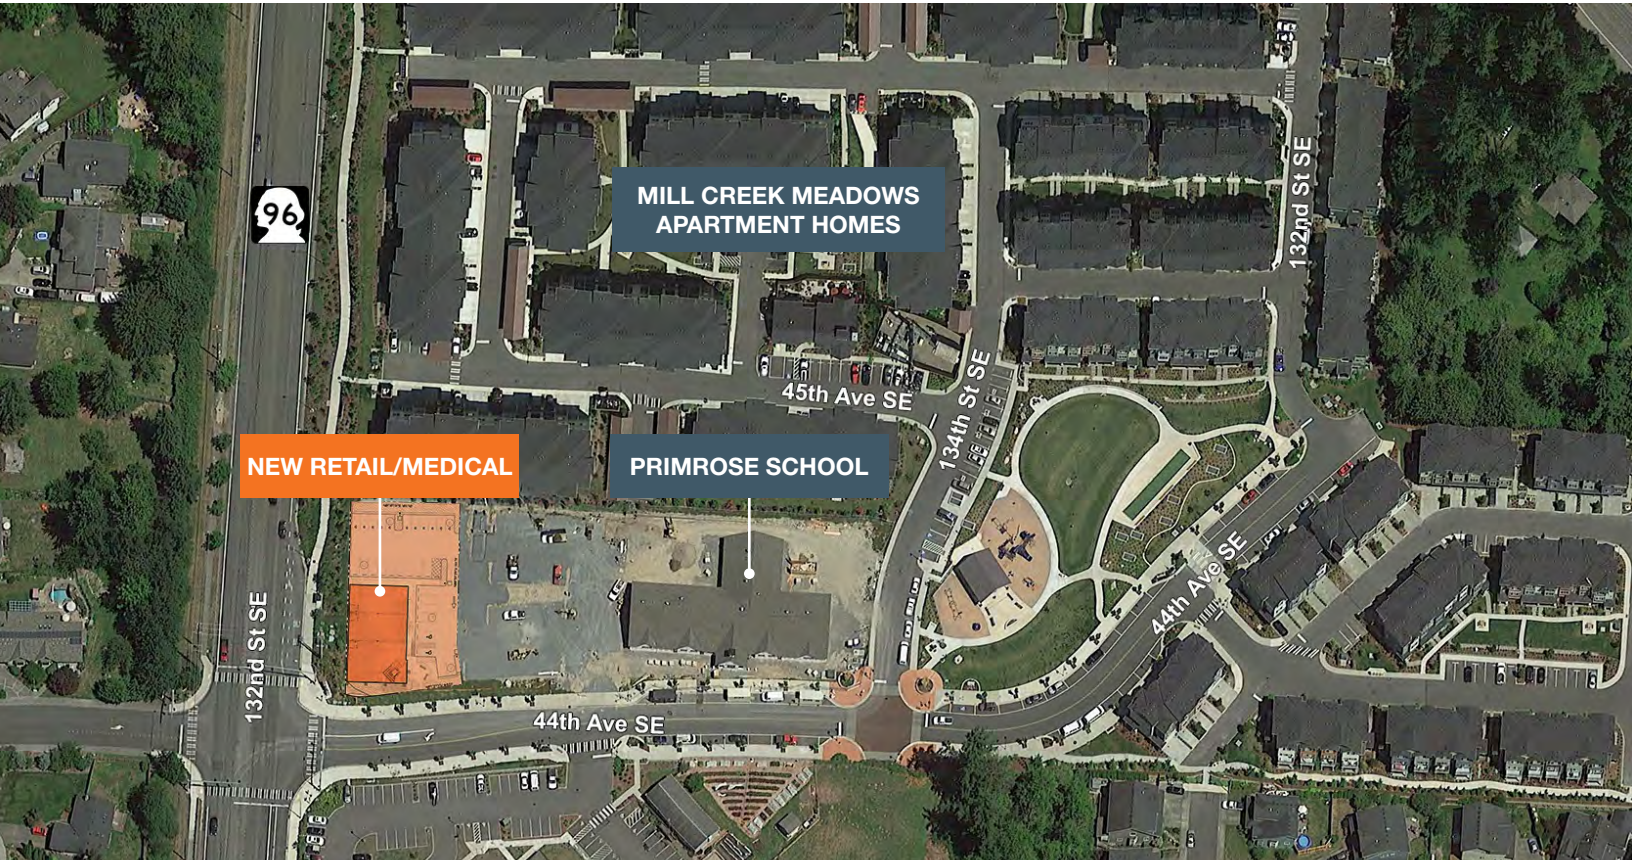 96
MILL CREEK MEADOWS
APARTMENT HOMES
132nd St SE
45th Ave SE
134th St SE
NEW RETAIL/MEDICAL
PRIMROSE SCHOOL
44th Ave SE
132nd St SE
44th Ave SE